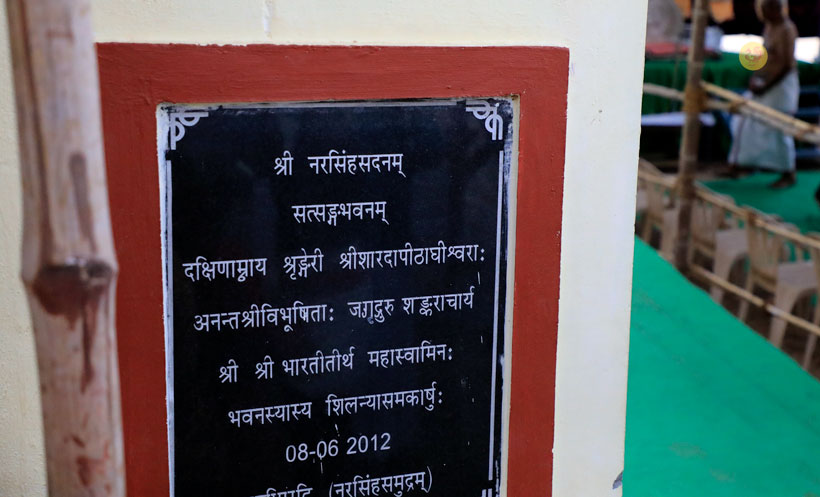 श्री नरसिंहसदनम्
सत्सङ्गभवनम्
दक्षिणाम्नाय श्रृङ्गेरी श्रीशारदापीठाधीश्वराः
अनन्तश्रीविभूषिताः जगद्गुरु शङ्कराचार्य
श्री श्री भारतीतीर्थ महास्वामिनः
भवनस्यास्य शिलन्यासमकार्षुः
08-06 2012
(नरसिंहसमुद्रम्)